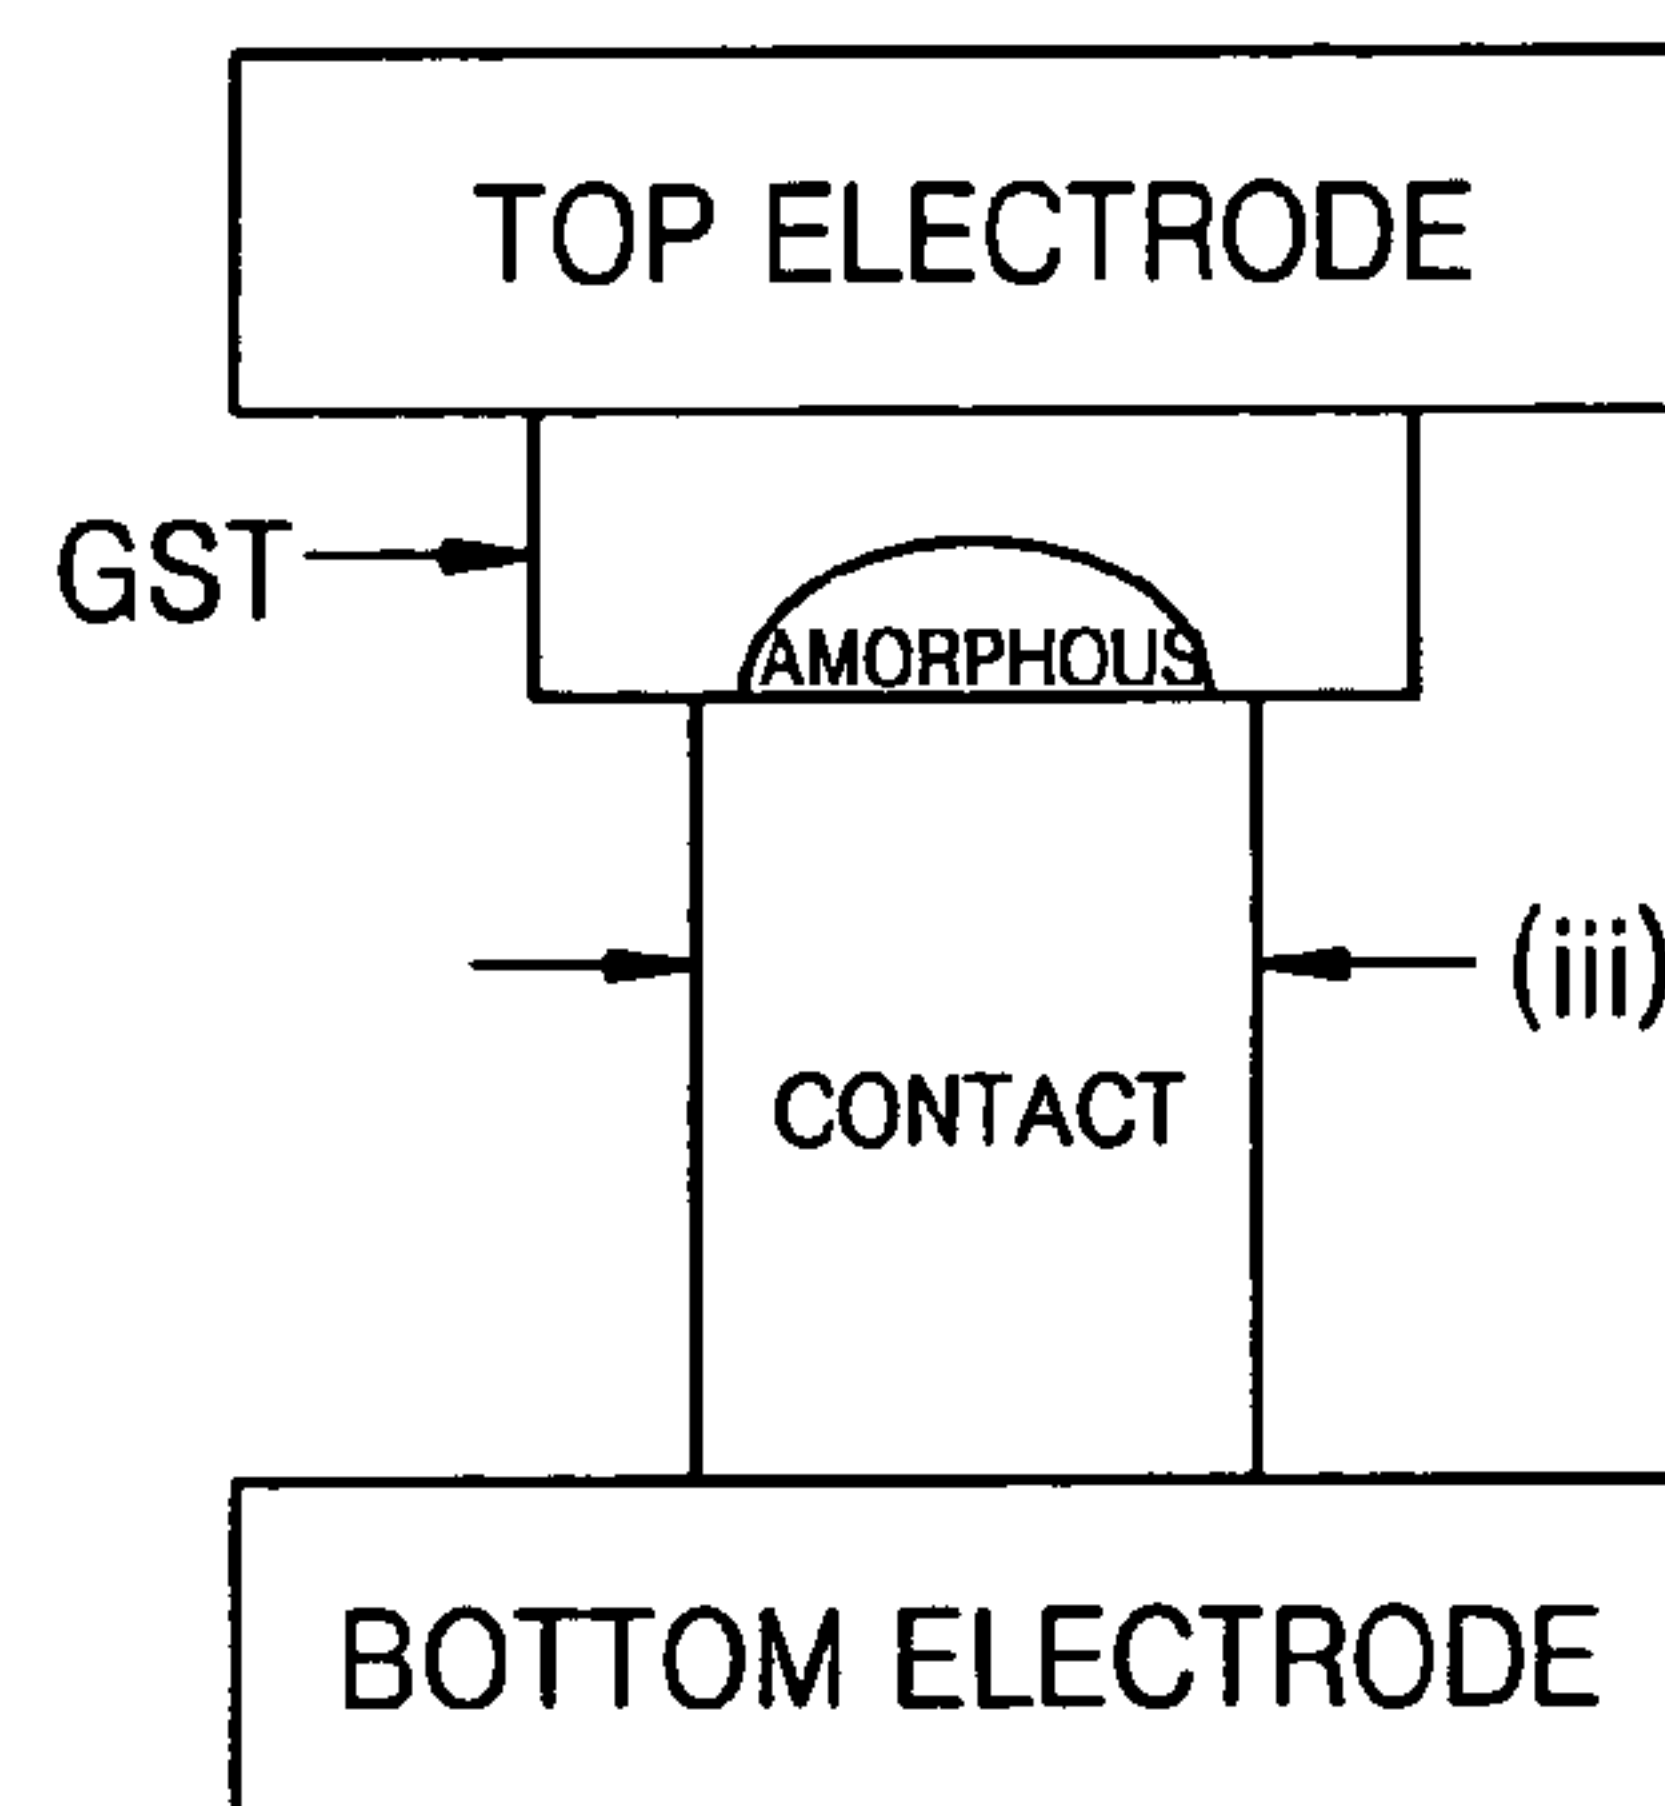 TOP ELECTRODE
GST
AMORPHOUS
(iii)
CONTACT
BOTTOM ELECTRODE